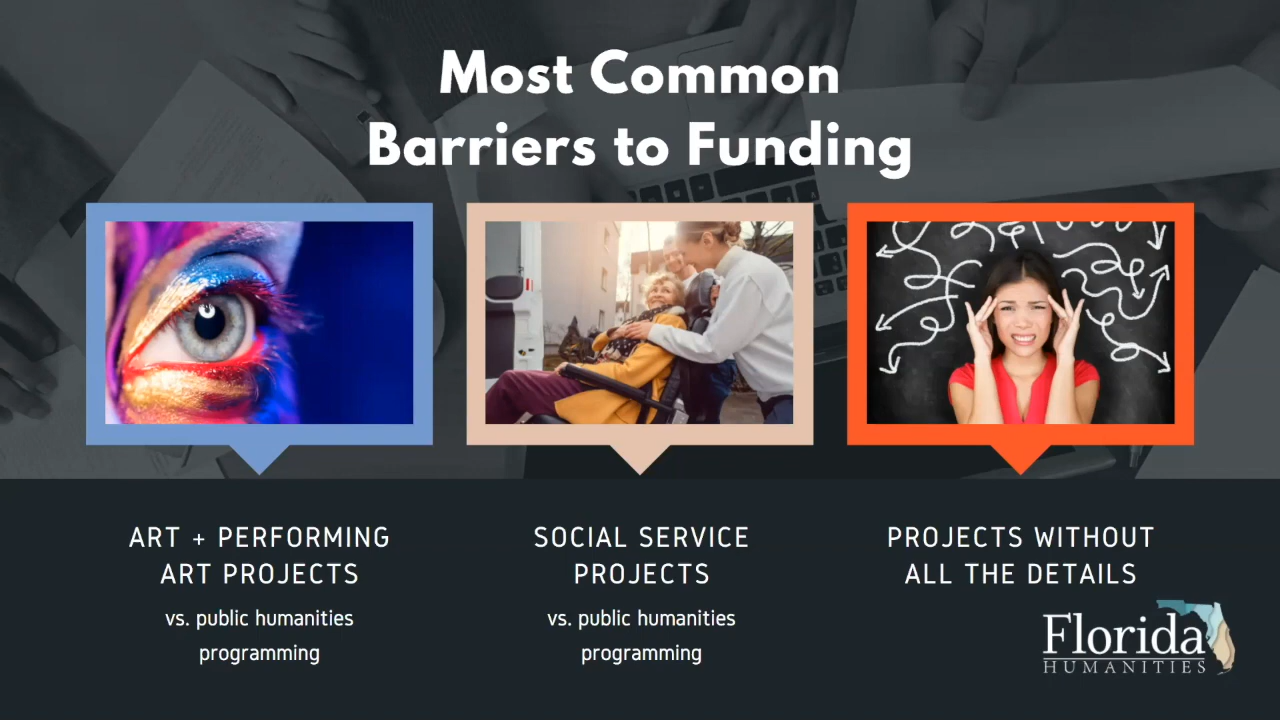 Most Common
Barriers to Funding
ART + PERFORMING
ART PROJECTS
vs. public humanities
programming
SOCIAL SERVICE
PROJECTS
vs. public humanities
programming
PROJECTS WITHOUT
ALL THE DETAILS
Florida
HUMANITIES